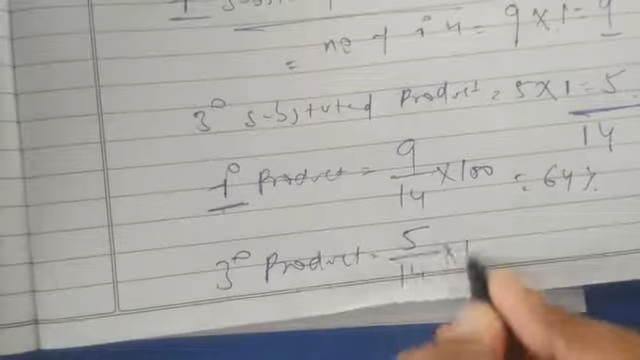 1°
= no of i H = 9 × 1 = 9
3° Substituted Product = 5 × 1 = 5
14
1° Product = 9/14 × 100 = 64%
3° Product = 5/14 × 1